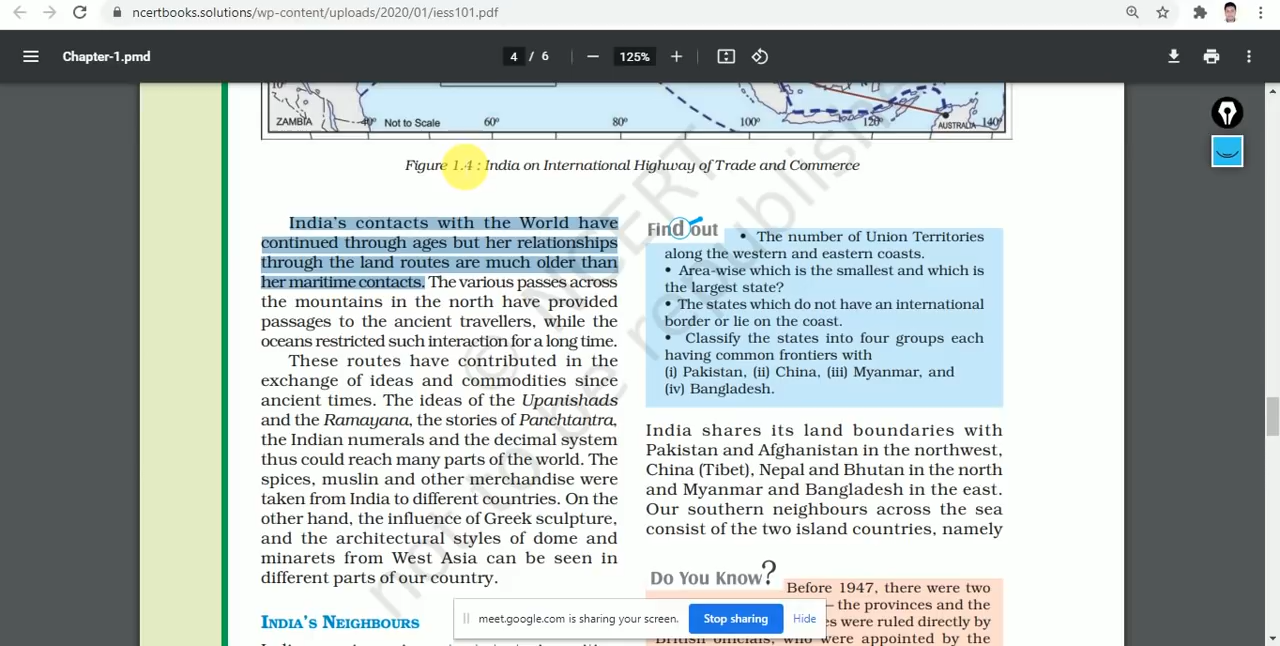 ncertbooks.solutions/wp-content/uploads/2020/01/iess101.pdf
Chapter-1.pmd
4 / 6
125%
ZAMBIA
40°
Not to Scale
60°
80°
100°
120°
AUSTRALIA
140°
Figure 1.4 : India on International Highway of Trade and Commerce
India's contacts with the World have
continued through ages but her relationships
through the land routes are much older than
her maritime contacts. The various passes across
the mountains in the north have provided
passages to the ancient travellers, while the
oceans restricted such interaction for a long time.
These routes have contributed in the
exchange of ideas and commodities since
ancient times. The ideas of the Upanishads
and the Ramayana, the stories of Panchtantra,
the Indian numerals and the decimal system
thus could reach many parts of the world. The
spices, muslin and other merchandise were
taken from India to different countries. On the
other hand, the influence of Greek sculpture,
and the architectural styles of dome and
minarets from West Asia can be seen in
different parts of our country.
INDIA'S NEIGHBOURS
Find out
• The number of Union Territories
along the western and eastern coasts.
• Area-wise which is the smallest and which is
the largest state?
• The states which do not have an international
border or lie on the coast.
• Classify the states into four groups each
having common frontiers with
(i) Pakistan, (ii) China, (iii) Myanmar, and
(iv) Bangladesh.
India shares its land boundaries with
Pakistan and Afghanistan in the northwest,
China (Tibet), Nepal and Bhutan in the north
and Myanmar and Bangladesh in the east.
Our southern neighbours across the sea
consist of the two island countries, namely
Do You Know?
Before 1947, there were two
– the provinces and the
es were ruled directly by
British officials, who were appointed by the
© NCERT
not to be republishe
meet.google.com is sharing your screen.
Stop sharing
Hide